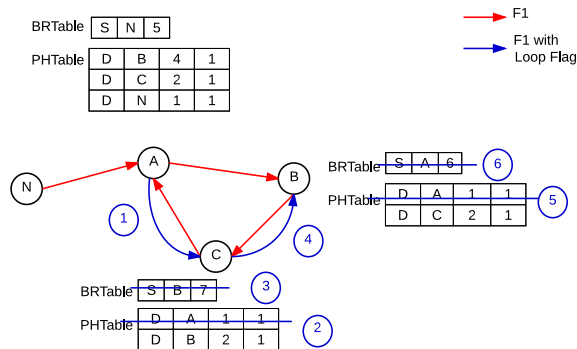 F1
F1 with
Loop Flag
BRTable S N 5
PHTable D B 4 1
D C 2 1
D N 1 1
N
A
B
C
1
4
BRTable S A 6
6
PHTable D A 1 1
D C 2 1
5
BRTable S B 7
3
PHTable D A 1 1
D B 2 1
2